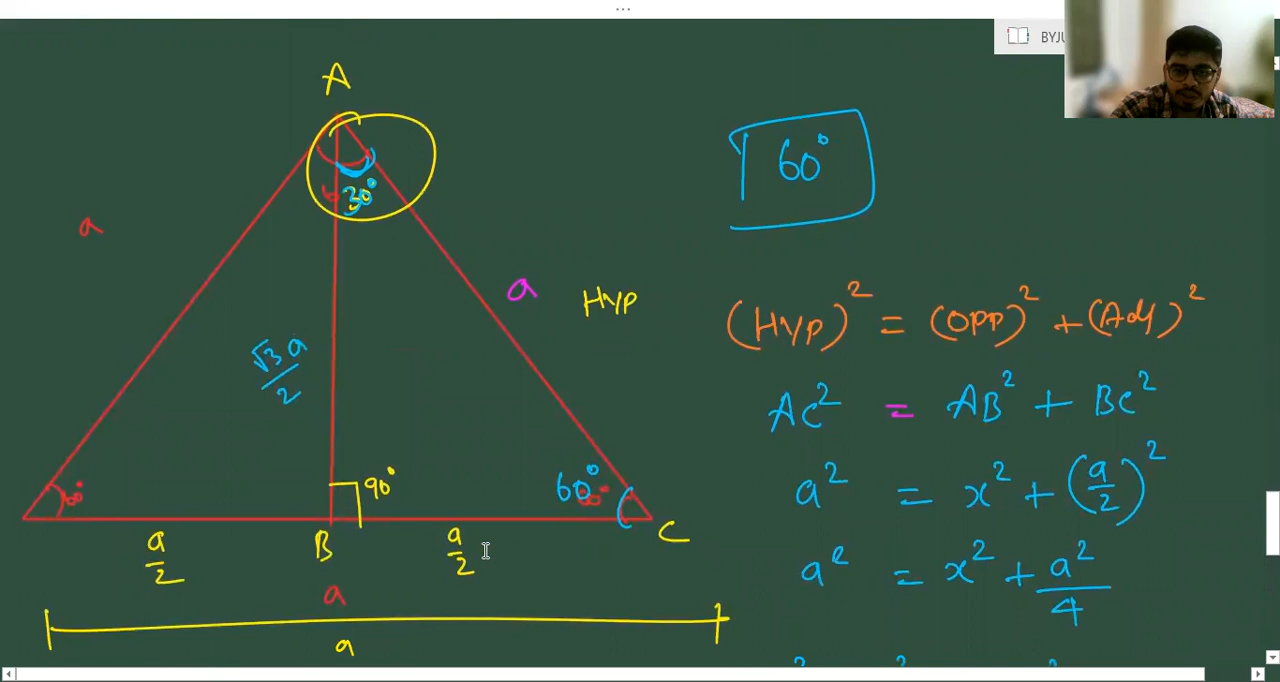 BYJU
A
60°
30°
a
a
Hyp
(Hyp)² = (Opp)² + (Adj)²
√3a/2
AC² = AB² + BC²
60°
90°
60°
a² = x² + (a/2)²
a/2
B
a/2
C
a² = x² + a²/4
a
a